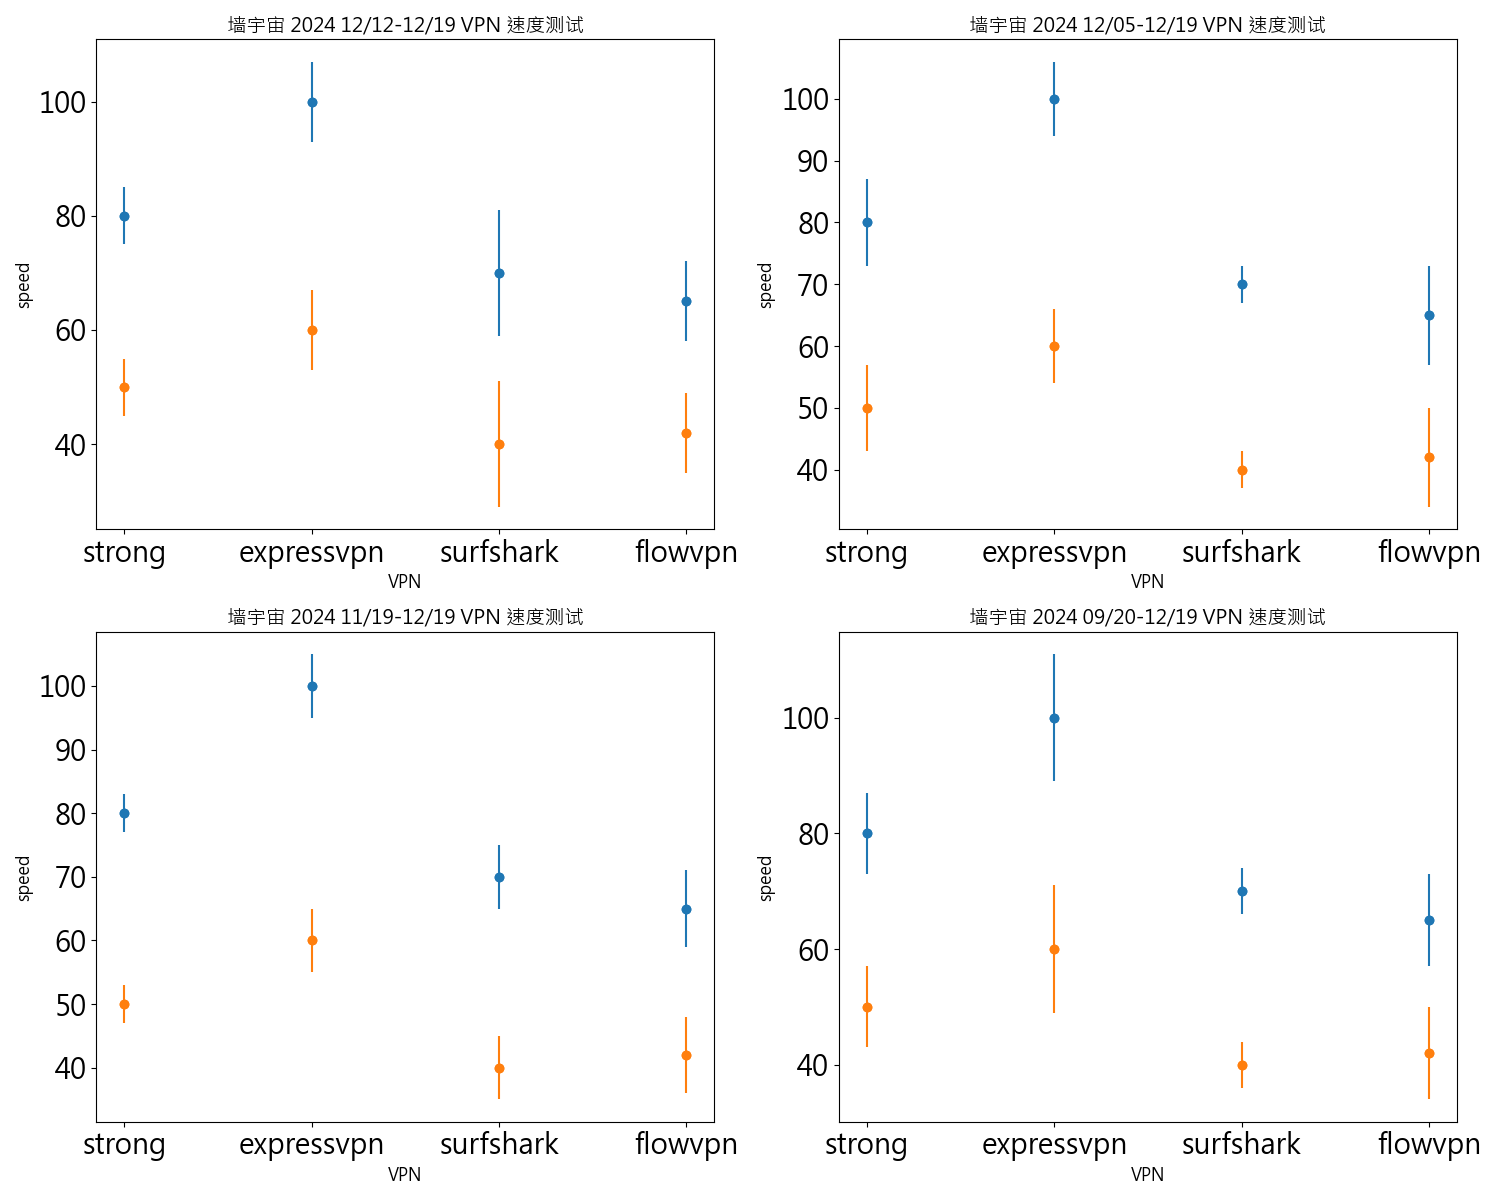 墙宇宙 2024 12/12-12/19 VPN 速度测试
100
80
60
40
speed
strong expressvpn surfshark flowvpn
VPN
墙宇宙 2024 12/05-12/19 VPN 速度测试
100
90
80
70
60
50
40
speed
strong expressvpn surfshark flowvpn
VPN
墙宇宙 2024 11/19-12/19 VPN 速度测试
100
90
80
70
60
50
40
speed
strong expressvpn surfshark flowvpn
VPN
墙宇宙 2024 09/20-12/19 VPN 速度测试
100
80
60
40
speed
strong expressvpn surfshark flowvpn
VPN